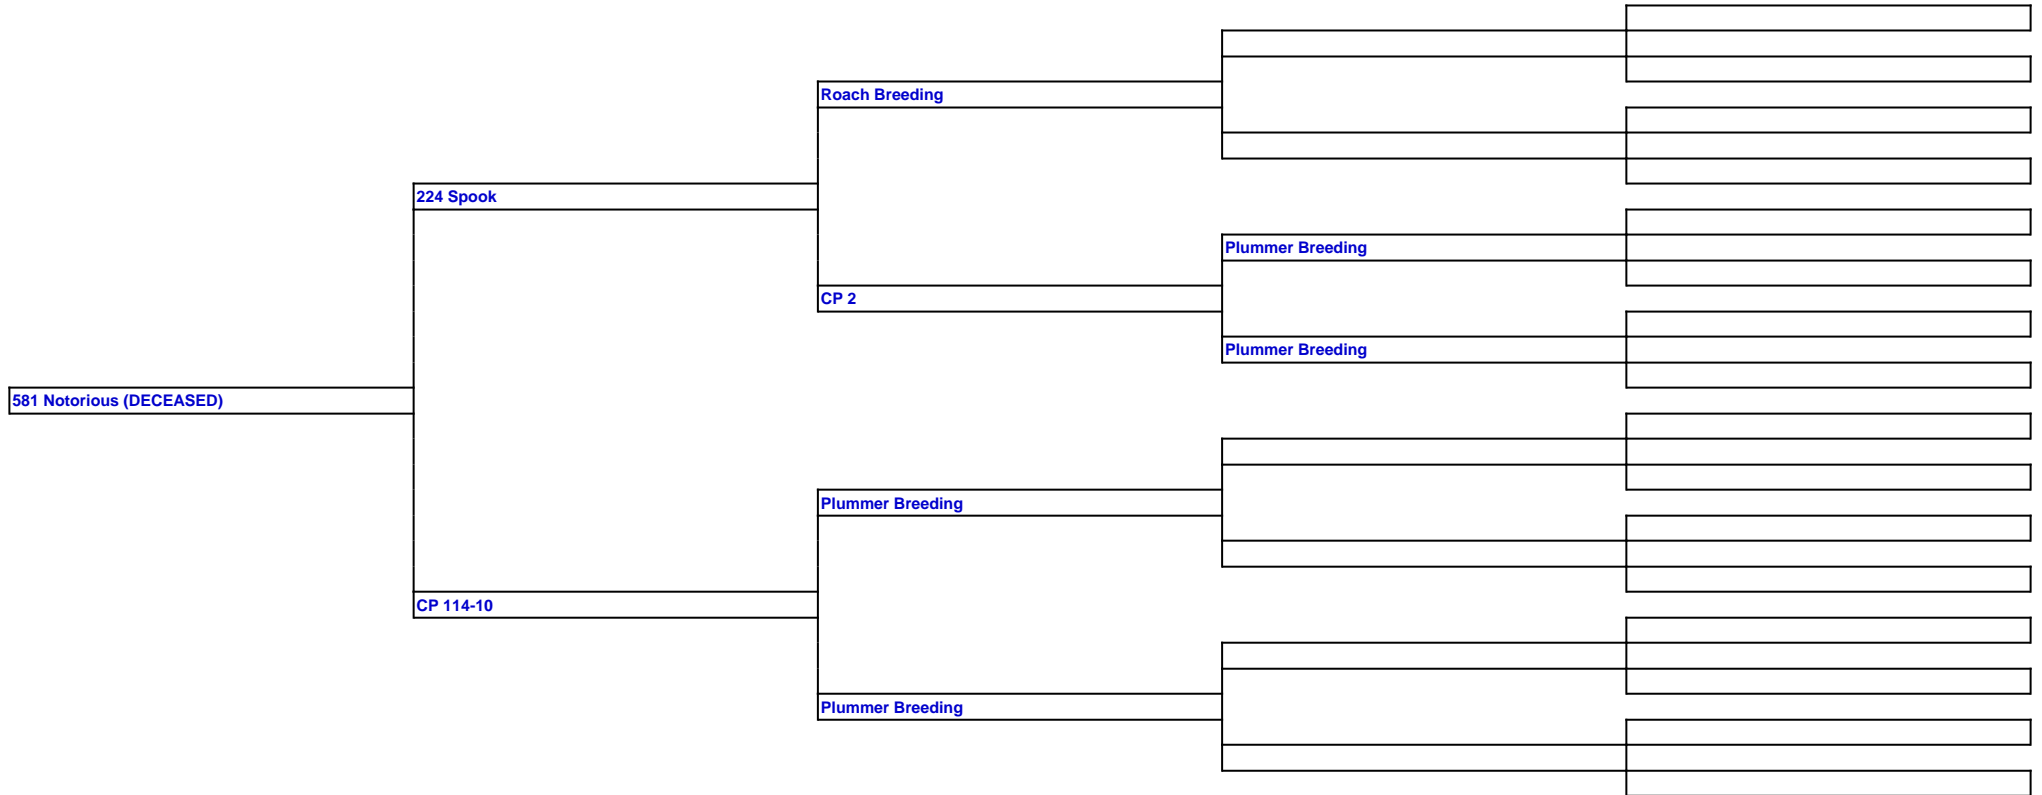 Roach Breeding
224 Spook
Plummer Breeding
CP 2
Plummer Breeding
581 Notorious (DECEASED)
Plummer Breeding
CP 114-10
Plummer Breeding